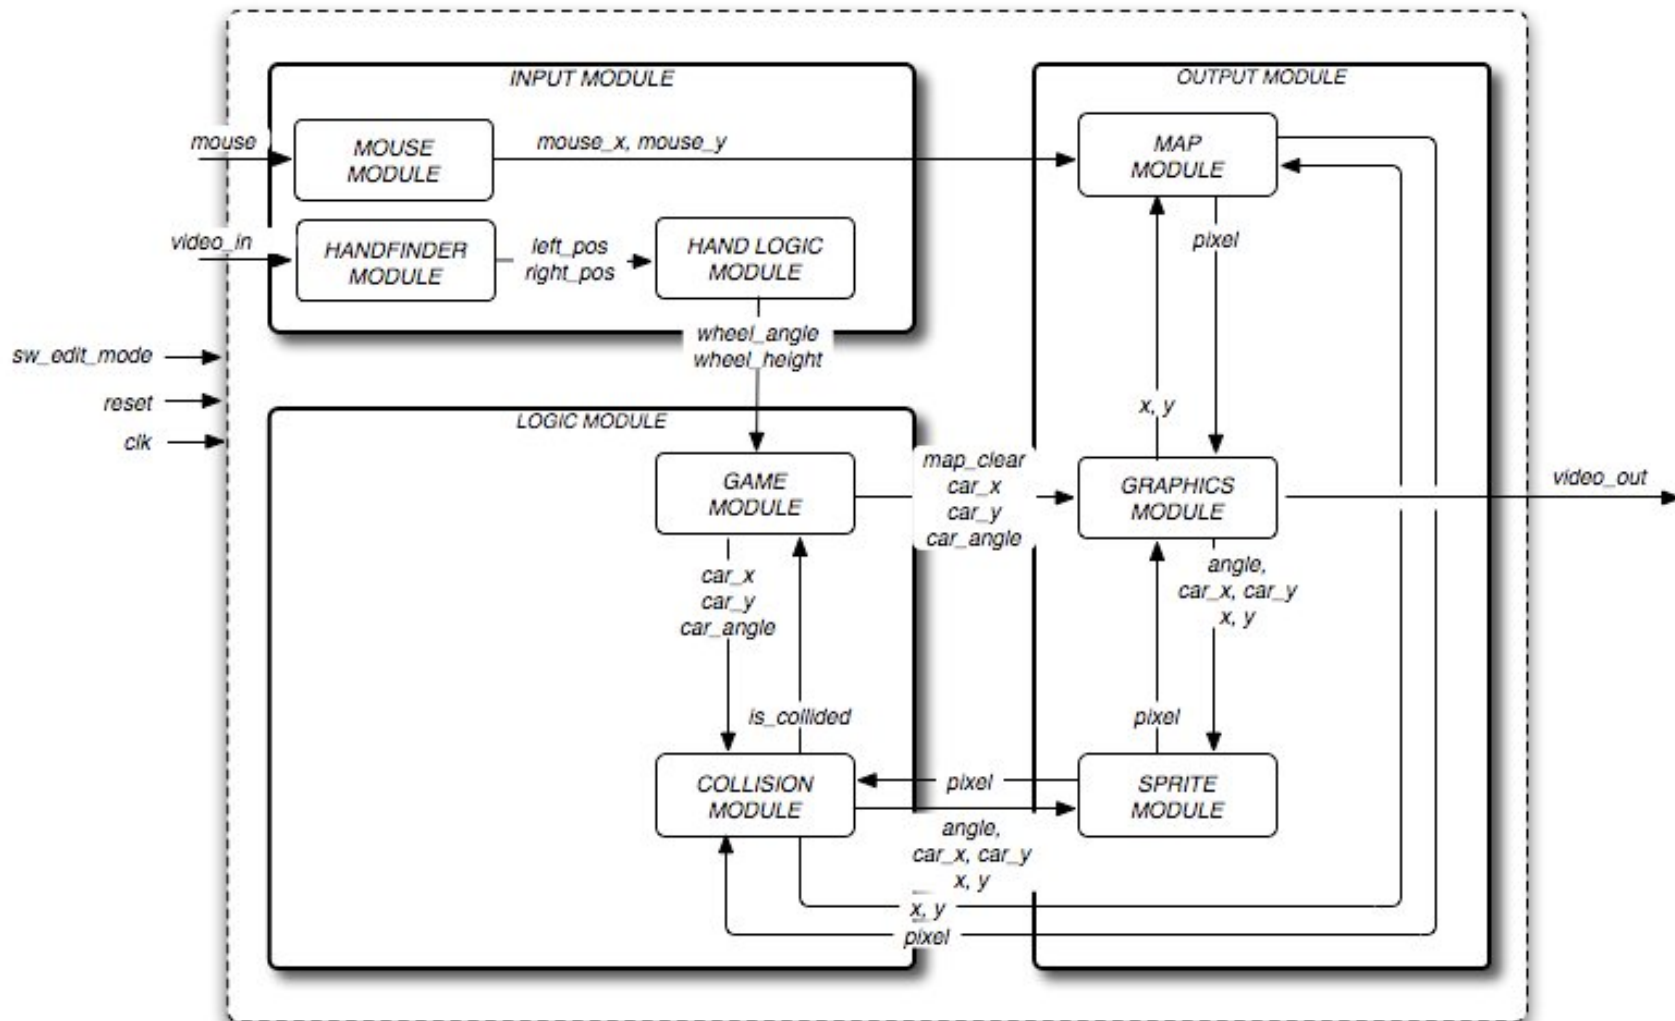 INPUT MODULE
OUTPUT MODULE
mouse
MOUSE
MODULE
mouse_x, mouse_y
MAP
MODULE
video_in
HANDFINDER
MODULE
left_pos
right_pos
HAND LOGIC
MODULE
pixel
wheel_angle
wheel_height
sw_edit_mode
reset
clk
x, y
LOGIC MODULE
GAME
MODULE
map_clear
car_x
car_y
car_angle
GRAPHICS
MODULE
video_out
car_x
car_y
car_angle
angle,
car_x, car_y
x, y
is_collided
pixel
COLLISION
MODULE
pixel
SPRITE
MODULE
angle,
car_x, car_y
x, y
x, y
pixel